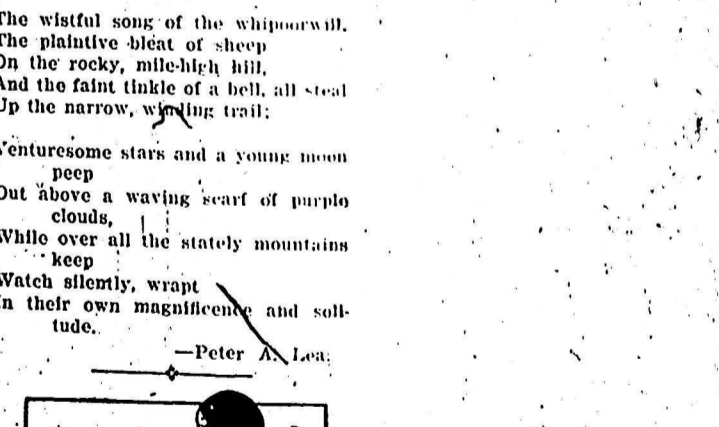 The wistful song of the whipoorwill.
The plaintive bleat of sheep
On the rocky, mile-high hill,
And the faint tinkle of a bell, all steal
Up the narrow, winding trail;
Venturesome stars and a young moon
peep
Out above a waving scarf of purple
clouds,
While over all the stately mountains
keep
Watch silently, wrapt
In their own magnificence and soli-
tude.
—Peter A. Lea.